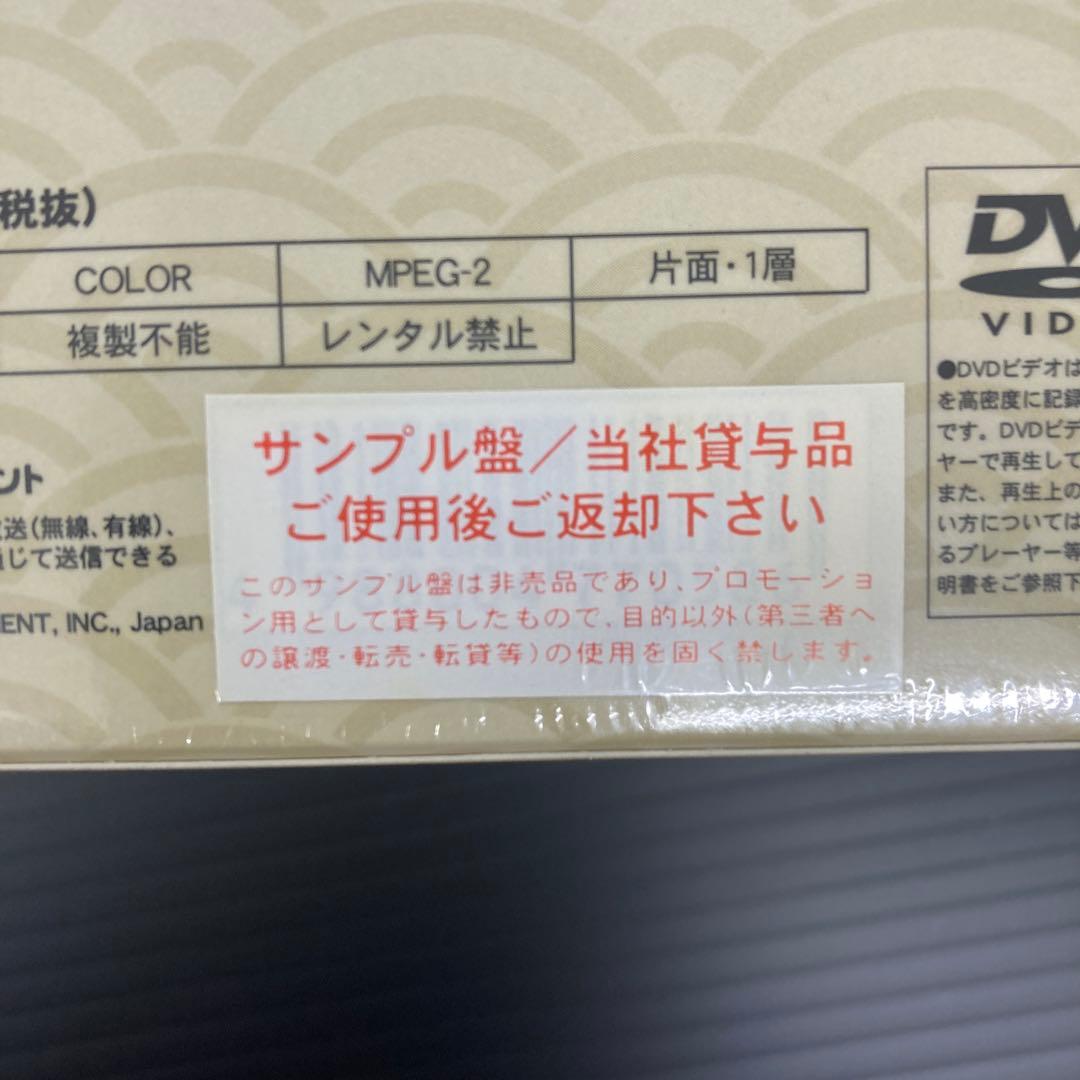 税抜)
COLOR MPEG-2 片面・1層
複製不能 レンタル禁止
サンプル盤／当社貸与品
ご使用後ご返却下さい
このサンプル盤は非売品であり、プロモーショ
ン用として貸与したもので、目的以外(第三者へ
の譲渡・転売・転貸等)の使用を固く禁します。
ント
送(無線、有線)、
じて送信できる
ENT, INC., Japan
DV
VID
●DVDビデオは
を高密度に記録
です。DVDビデ
ヤーで再生して
また、再生上の
い方については
るプレーヤー等
明書をご参照下